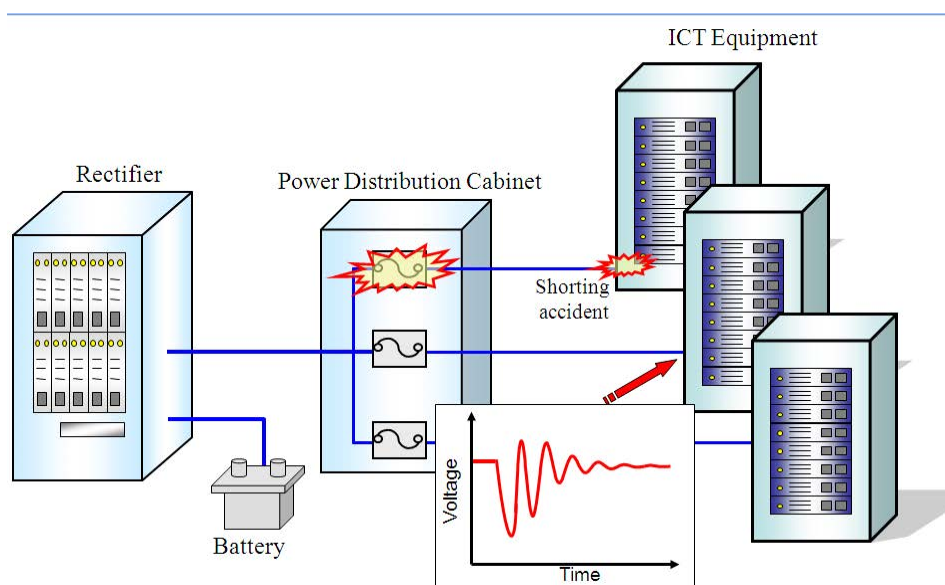 ICT Equipment
Rectifier
Power Distribution Cabinet
Shorting
accident
Voltage
Time
Battery